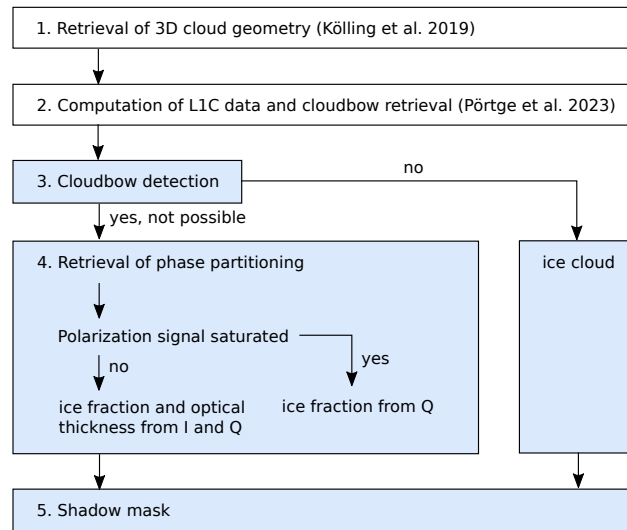 1. Retrieval of 3D cloud geometry (Kölling et al. 2019)
2. Computation of L1C data and cloudbow retrieval (Pörtge et al. 2023)
3. Cloudbow detection
no
yes, not possible
4. Retrieval of phase partitioning
ice cloud
Polarization signal saturated
no
yes
ice fraction and optical
thickness from I and Q
ice fraction from Q
5. Shadow mask